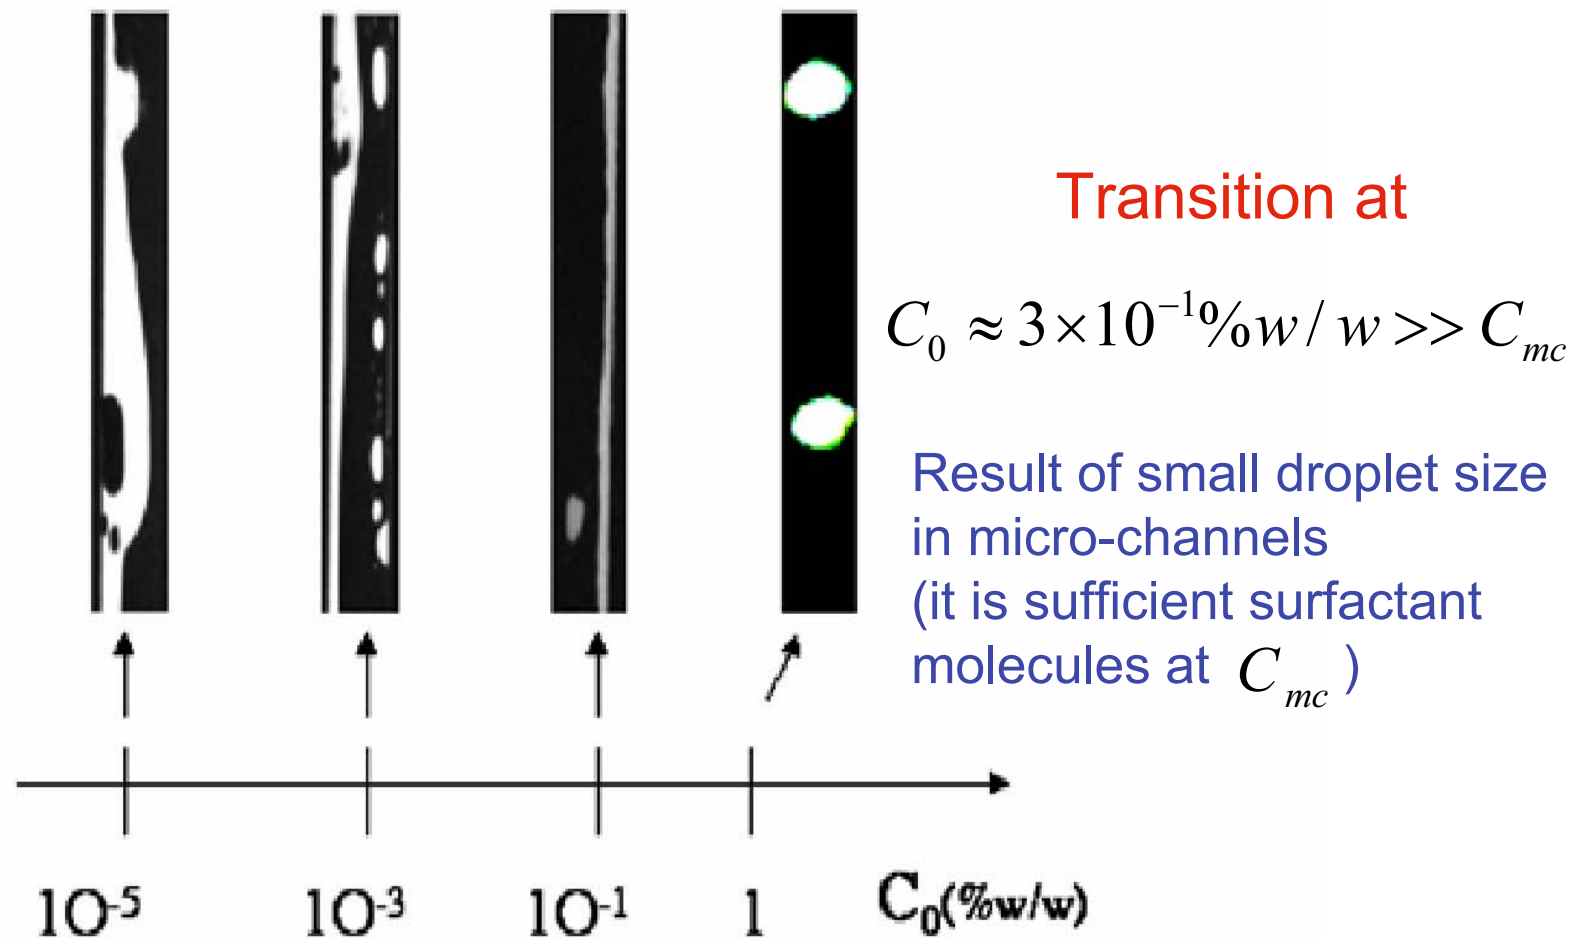 Transition at
C₀ ≈ 3×10⁻¹%w/w >> Cₘc
Result of small droplet size
in micro-channels
(it is sufficient surfactant
molecules at Cₘc )
10⁻⁵ 10⁻³ 10⁻¹ 1 C₀(%w/w)